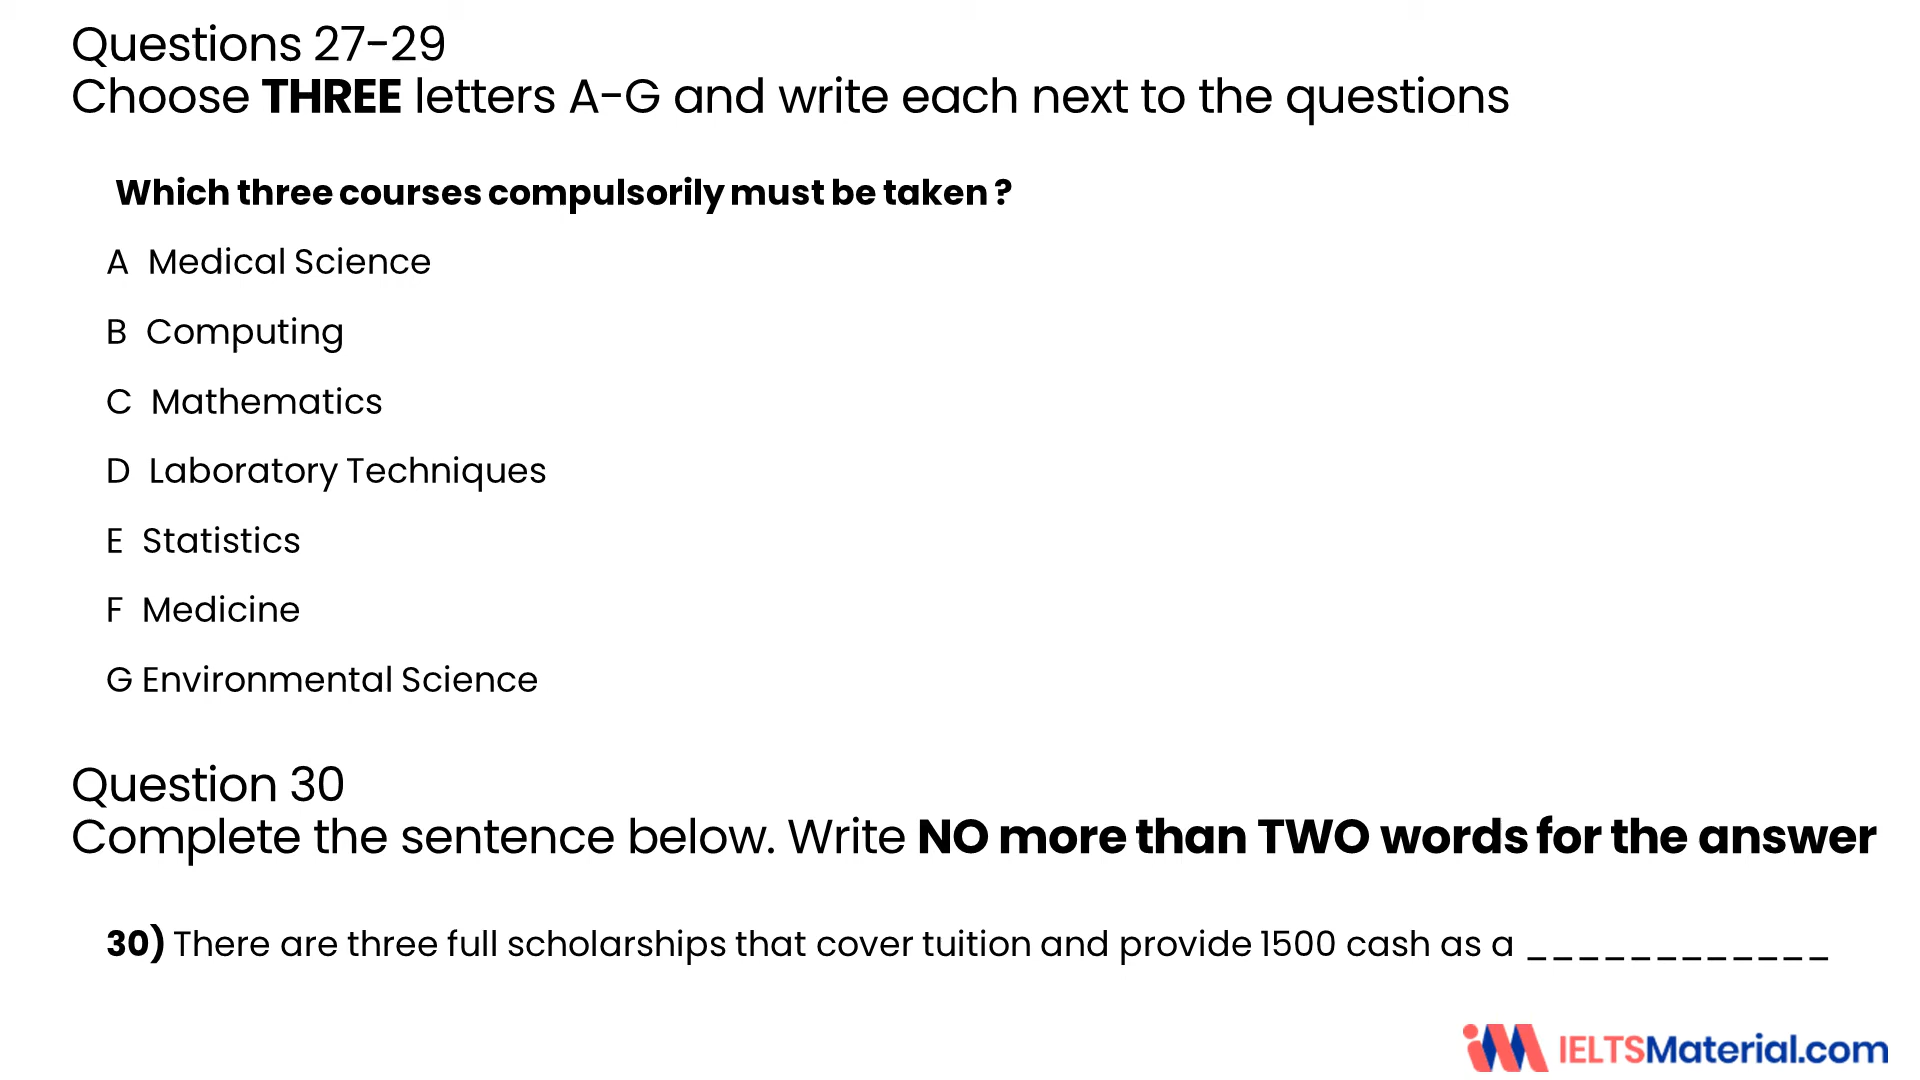 Questions 27-29
Choose THREE letters A-G and write each next to the questions
Which three courses compulsorily must be taken ?
A Medical Science
B Computing
C Mathematics
D Laboratory Techniques
E Statistics
F Medicine
G Environmental Science
Question 30
Complete the sentence below. Write NO more than TWO words for the answer
30) There are three full scholarships that cover tuition and provide 1500 cash as a ____________
iM IELTSMaterial.com